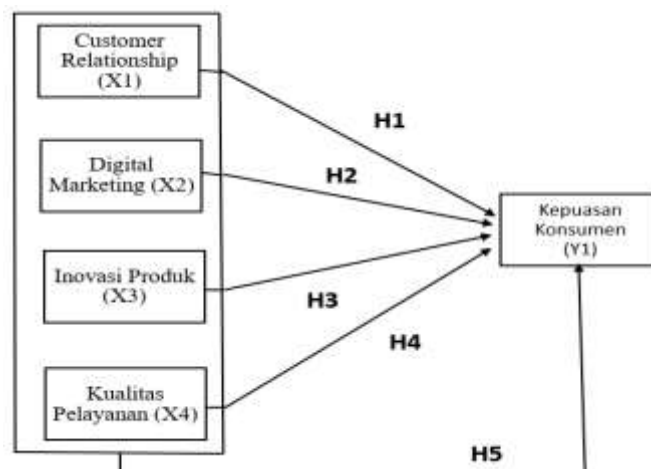 Customer
Relationship
(X1)
Digital
Marketing (X2)
Inovasi Produk
(X3)
Kualitas
Pelayanan (X4)
H1
H2
H3
H4
H5
Kepuasan
Konsumen
(Y1)